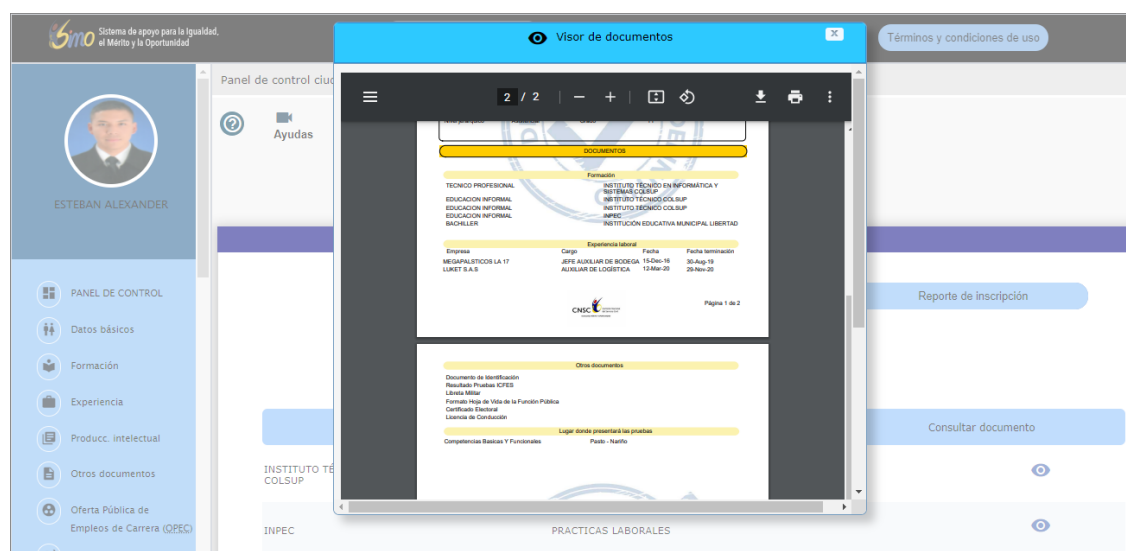 Simo Sistema de apoyo para la Igualdad,
el Mérito y la Oportunidad
Visor de documentos
x
Términos y condiciones de uso
Panel de control ciud
2 / 2
Ayudas
ESTEBAN ALEXANDER
DOCUMENTOS
Formación
TECNICO PROFESIONAL INSTITUTO TÉCNICO EN INFORMÁTICA Y
SISTEMAS COLSUP
EDUCACION INFORMAL INSTITUTO TÉCNICO COLSUP
EDUCACION INFORMAL INSTITUTO TÉCNICO COLSUP
EDUCACION INFORMAL INPEC
BACHILLER INSTITUCIÓN EDUCATIVA MUNICIPAL LIBERTAD
Experiencia laboral
Empresa Cargo Fecha Fecha terminación
MEGAPALSTICOS LA 17 JEFE AUXILIAR DE BODEGA 15-Dec-16 30-Aug-19
LUKET S.A.S AUXILIAR DE LOGÍSTICA 12-Mar-20 29-Nov-20
CNSC
Página 1 de 2
Otros documentos
Documento de Identificación
Resultado Pruebas ICFES
Libreta Militar
Formato Hoja de Vida de la Función Pública
Certificado Electoral
Licencia de Conducción
Lugar donde presentará las pruebas
Competencias Basicas Y Funcionales Pasto - Nariño
PANEL DE CONTROL
Datos básicos
Formación
Experiencia
Producc. intelectual
Otros documentos
Oferta Pública de
Empleos de Carrera (OPEC)
Reporte de inscripción
Consultar documento
INSTITUTO TÉ
COLSUP
INPEC PRACTICAS LABORALES